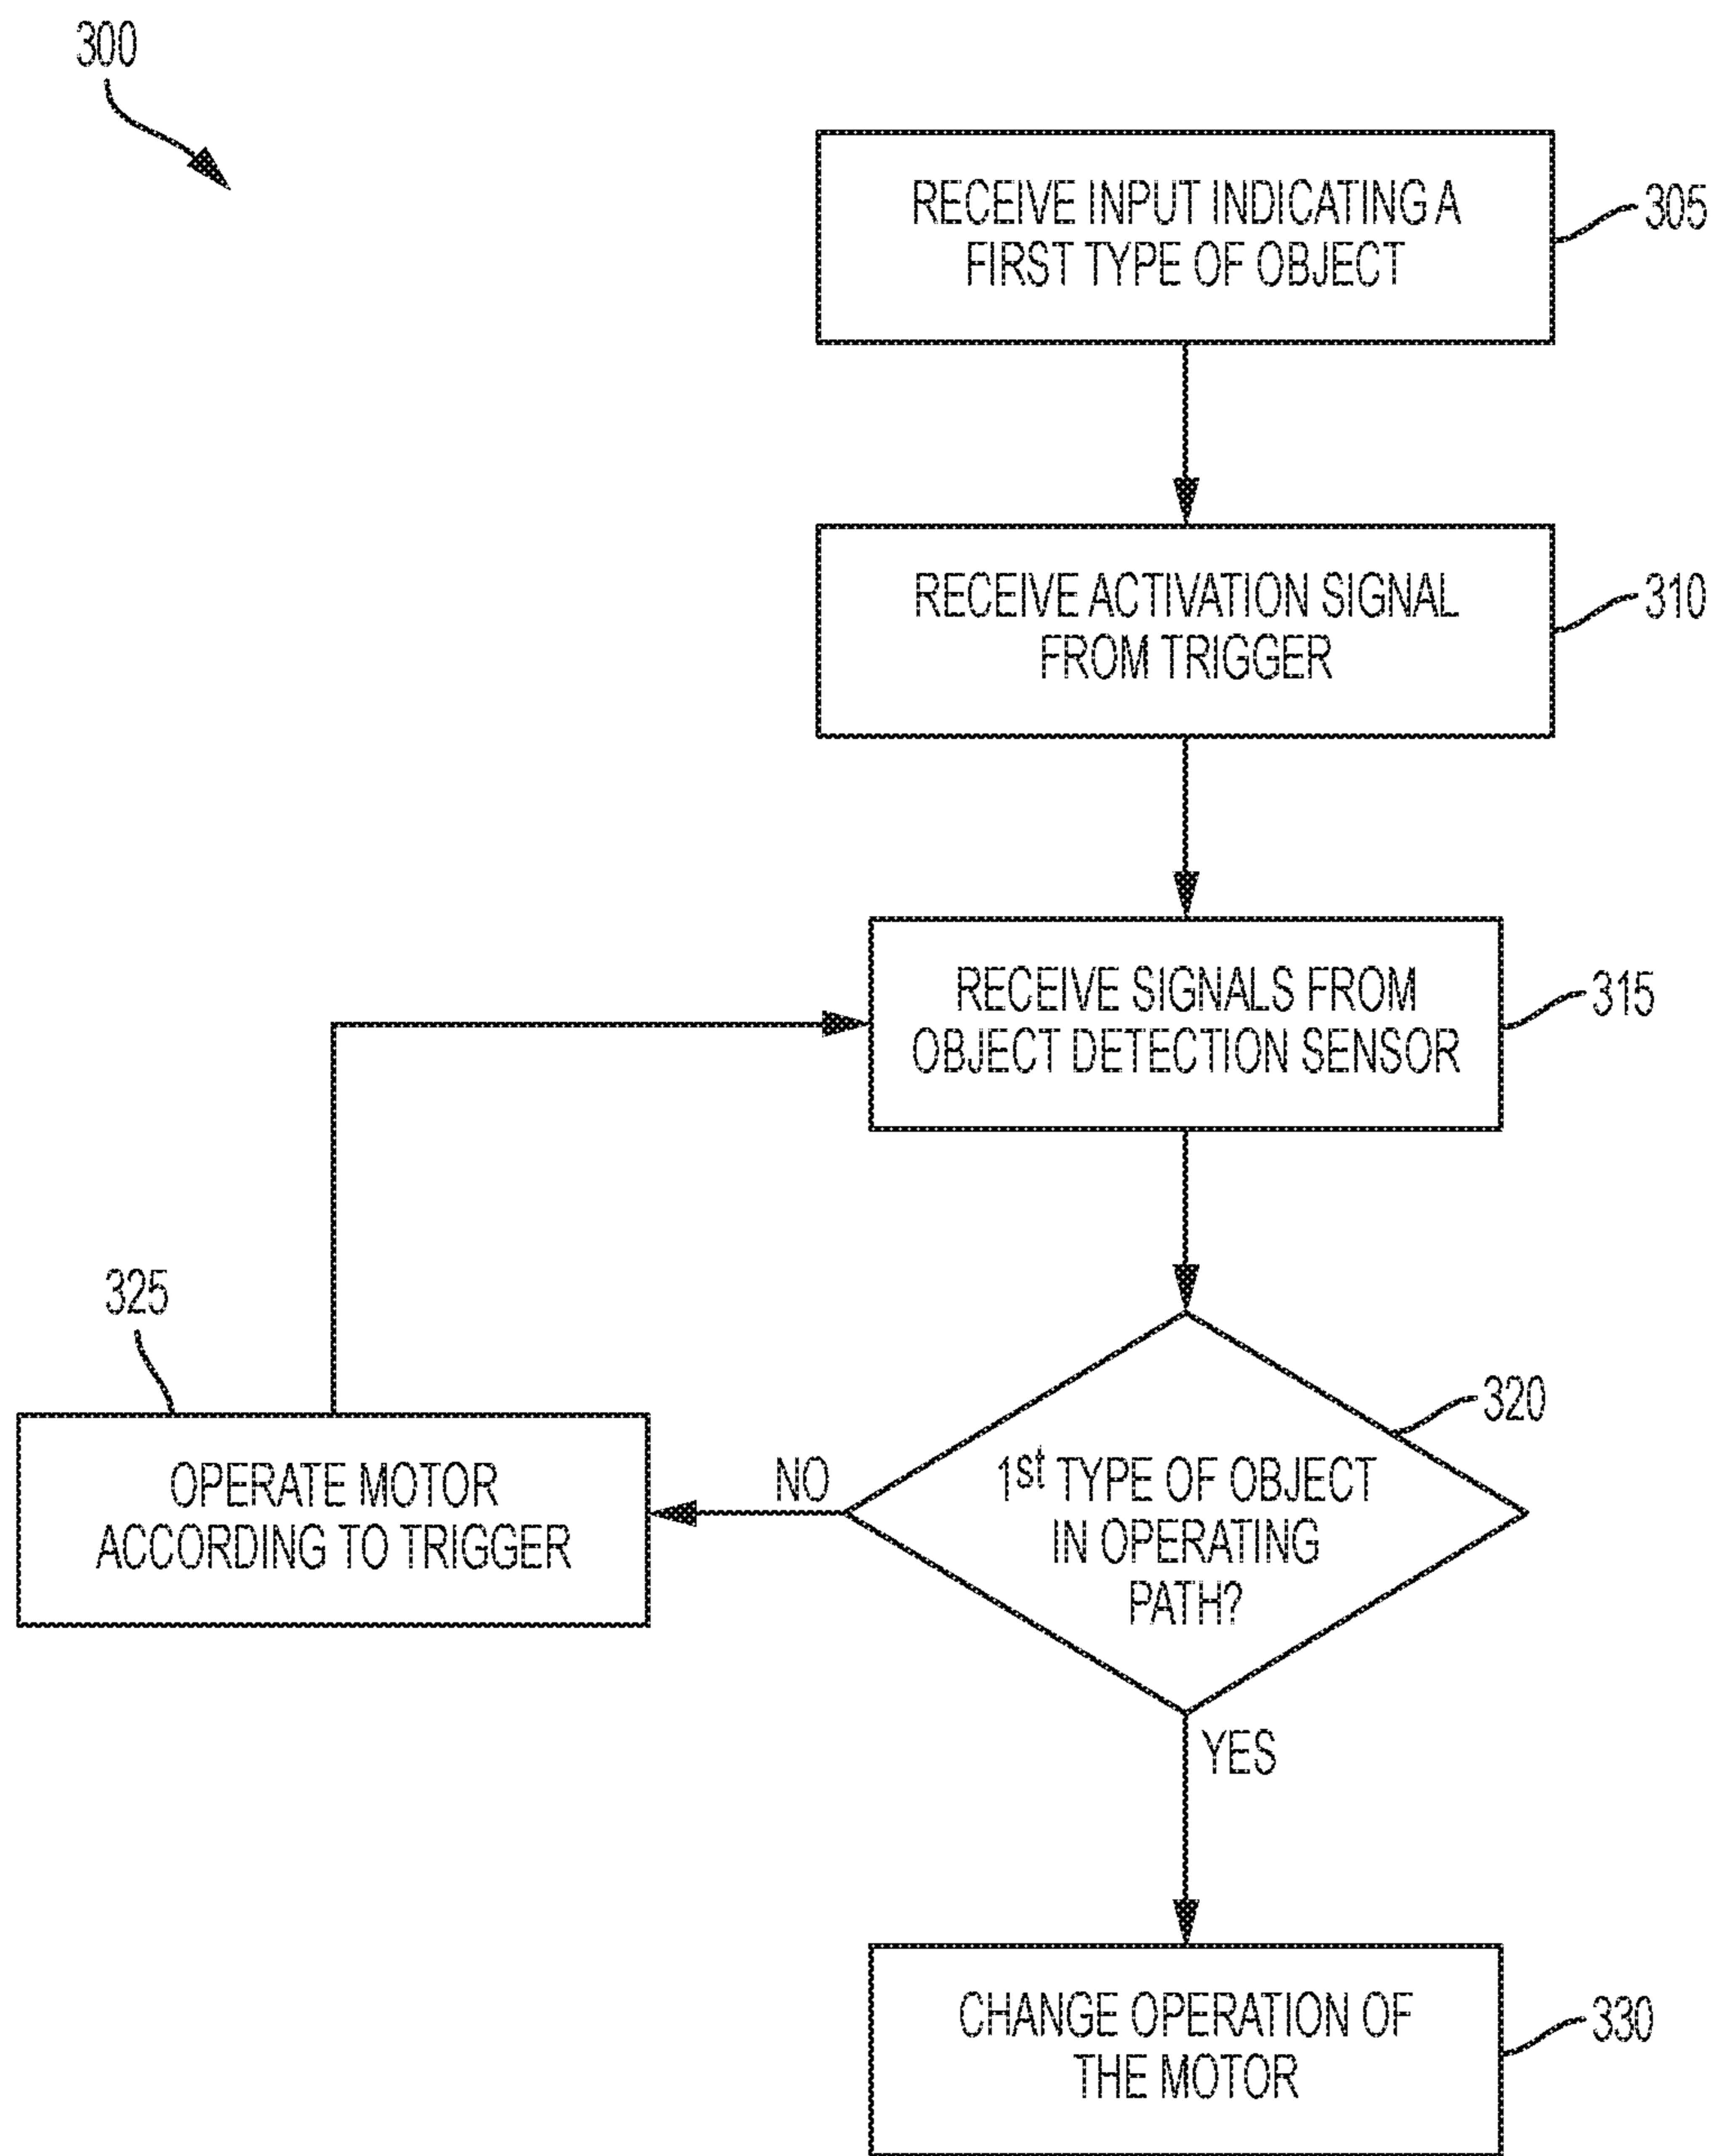 300
RECEIVE INPUT INDICATING A
FIRST TYPE OF OBJECT
305
RECEIVE ACTIVATION SIGNAL
FROM TRIGGER
310
RECEIVE SIGNALS FROM
OBJECT DETECTION SENSOR
315
325
OPERATE MOTOR
ACCORDING TO TRIGGER
NO
320
1st TYPE OF OBJECT
IN OPERATING
PATH?
YES
CHANGE OPERATION OF
THE MOTOR
330